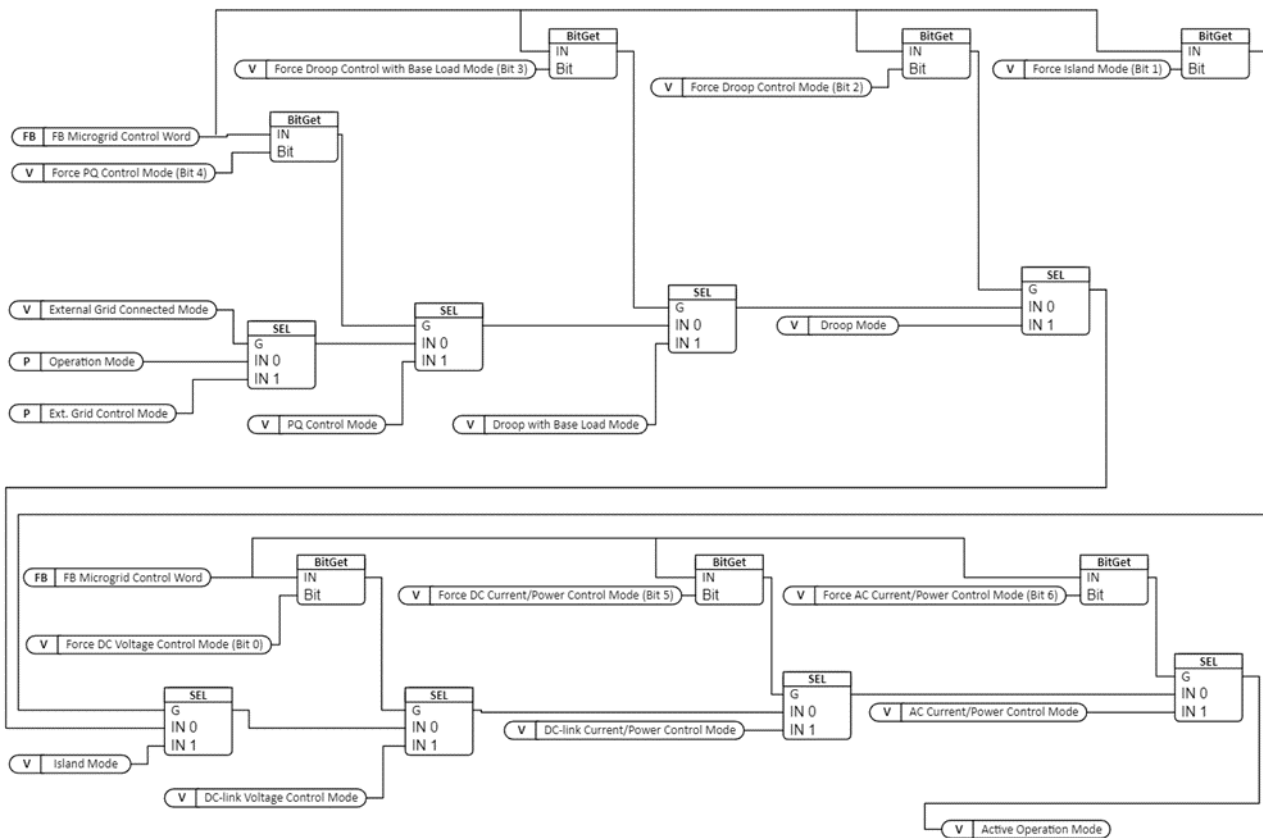 BitGet
IN
Bit
V Force Droop Control with Base Load Mode (Bit 3)
BitGet
IN
Bit
V Force Droop Control Mode (Bit 2)
BitGet
IN
Bit
V Force Island Mode (Bit 1)
FB FB Microgrid Control Word
V Force PQ Control Mode (Bit 4)
BitGet
IN
Bit
V External Grid Connected Mode
P Operation Mode
P Ext. Grid Control Mode
SEL
G
IN 0
IN 1
V PQ Control Mode
SEL
G
IN 0
IN 1
V Droop with Base Load Mode
SEL
G
IN 0
IN 1
V Droop Mode
SEL
G
IN 0
IN 1
FB FB Microgrid Control Word
V Force DC Voltage Control Mode (Bit 0)
BitGet
IN
Bit
V Force DC Current/Power Control Mode (Bit 5)
BitGet
IN
Bit
V Force AC Current/Power Control Mode (Bit 6)
BitGet
IN
Bit
SEL
G
IN 0
IN 1
V Island Mode
SEL
G
IN 0
IN 1
V DC-link Voltage Control Mode
SEL
G
IN 0
IN 1
V DC-link Current/Power Control Mode
SEL
G
IN 0
IN 1
V AC Current/Power Control Mode
V Active Operation Mode